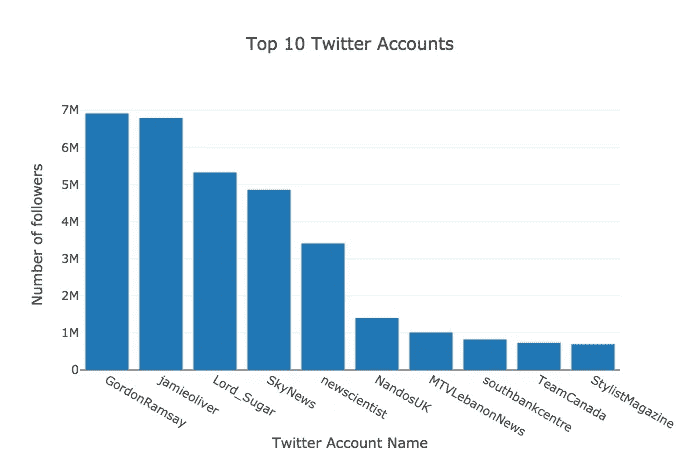 Top 10 Twitter Accounts
7M
6M
5M
4M
3M
2M
1M
0
Number of followers
GordonRamsay
jamieoliver
Lord_Sugar
SkyNews
newscientist
NandosUK
MTVLebanonNews
southbankcentre
TeamCanada
StylistMagazine
Twitter Account Name